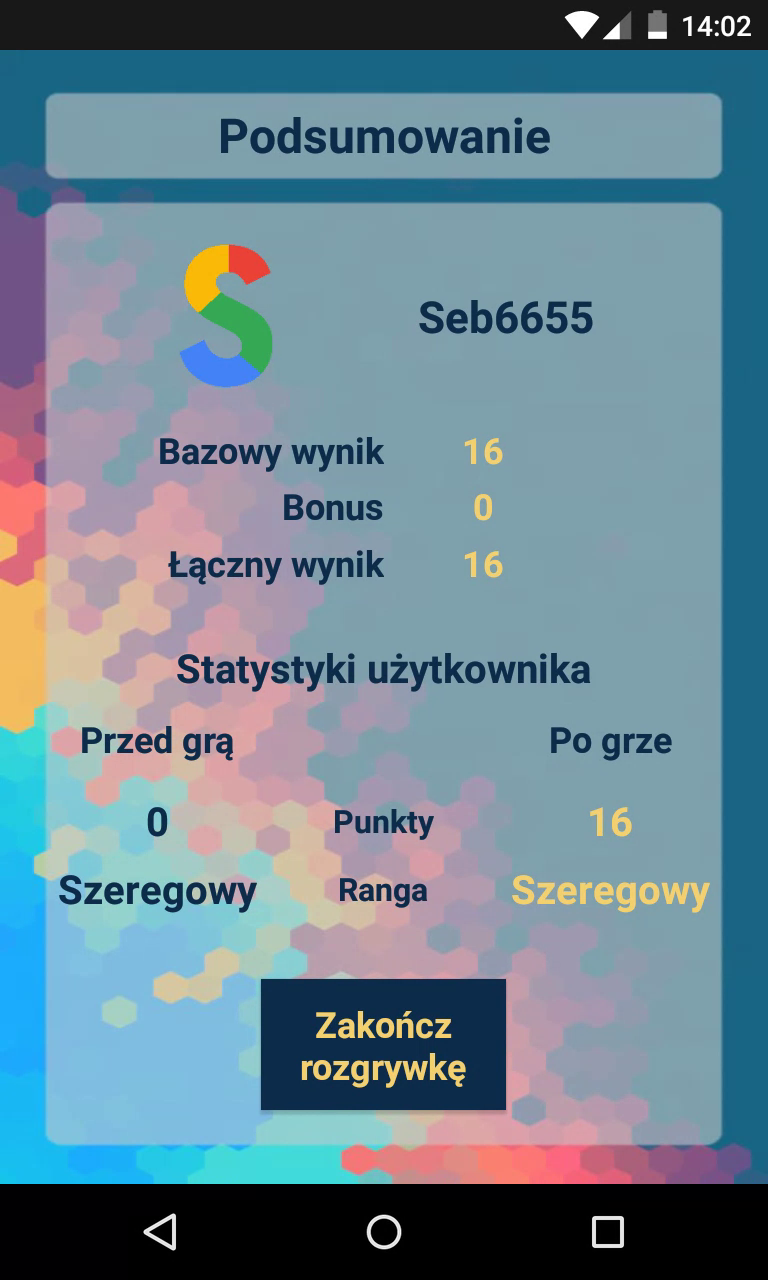 14:02
Podsumowanie
S
Seb6655
Bazowy wynik 16
Bonus 0
Łączny wynik 16
Statystyki użytkownika
Przed grą Po grze
0 Punkty 16
Szeregowy Ranga Szeregowy
Zakończ
rozgrywkę